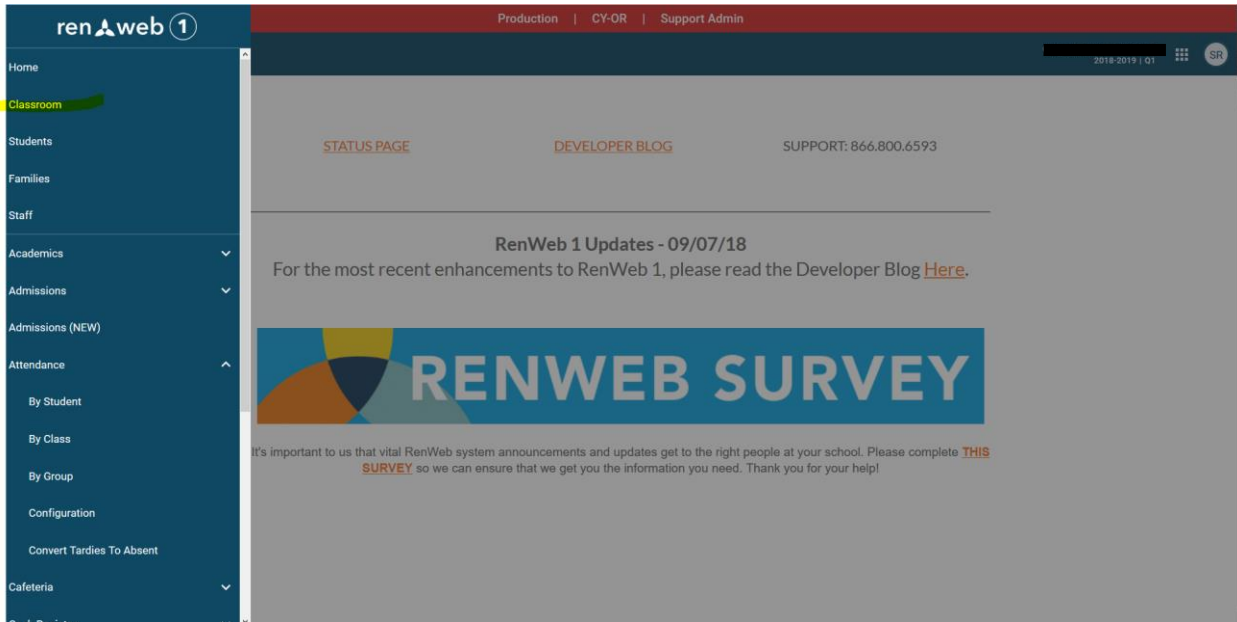 renweb 1
Production | CY-OR | Support Admin
2018-2019 | Q1
SR
Home
Classroom
Students
Families
Staff
Academics
Admissions
Admissions (NEW)
Attendance
By Student
By Class
By Group
Configuration
Convert Tardies To Absent
Cafeteria
STATUS PAGE
DEVELOPER BLOG
SUPPORT: 866.800.6593
RenWeb 1 Updates - 09/07/18
For the most recent enhancements to RenWeb 1, please read the Developer Blog Here.
RENWEB SURVEY
It's important to us that vital RenWeb system announcements and updates get to the right people at your school. Please complete THIS
SURVEY so we can ensure that we get you the information you need. Thank you for your help!